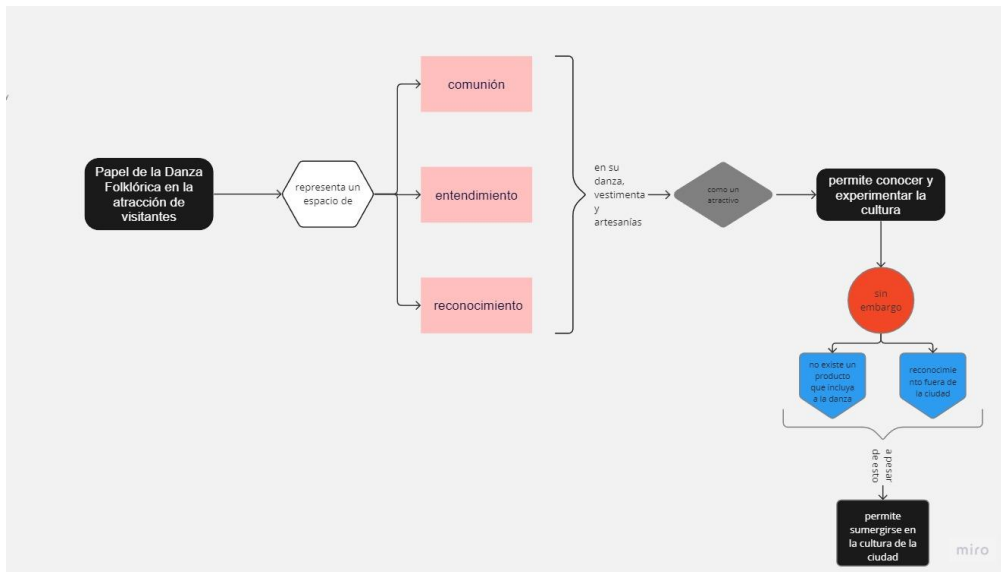 Papel de la Danza
Folklórica en la
atracción de
visitantes
representa un
espacio de
comunión
entendimiento
reconocimiento
en su
danza,
vestimenta
y
artesanías
como un
atractivo
permite conocer y
experimentar la
cultura
sin
embargo
no existe un
producto
que incluya
a la danza
reconocimie
nto fuera de
la ciudad
a pesar
de esto
permite
sumergirse en
la cultura de la
ciudad
miro